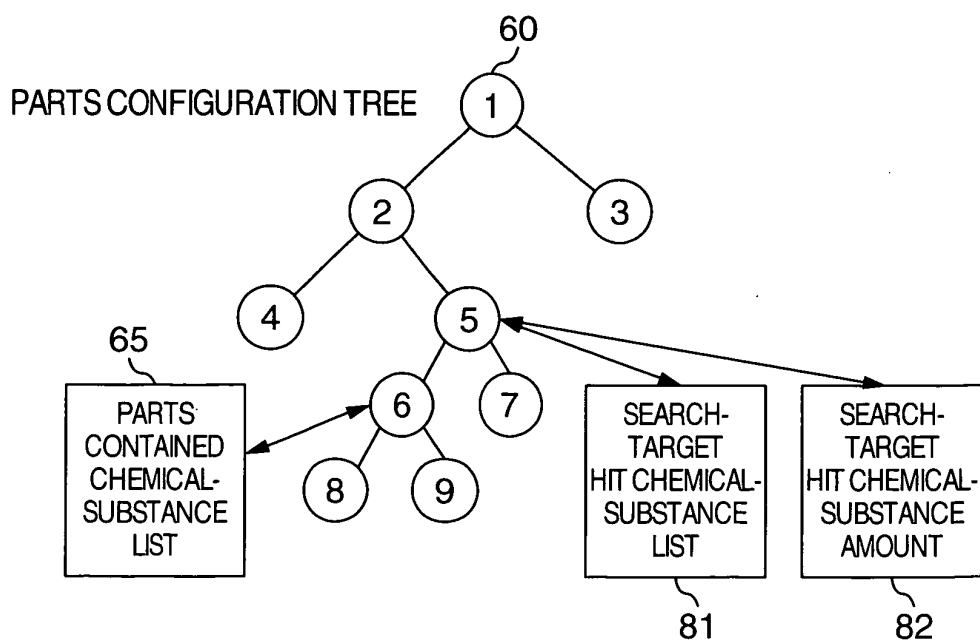 60
PARTS CONFIGURATION TREE
1
2
3
4
5
65
6
7
PARTS
CONTAINED
CHEMICAL-
SUBSTANCE
LIST
8
9
SEARCH-
TARGET
HIT CHEMICAL-
SUBSTANCE
LIST
SEARCH-
TARGET
HIT CHEMICAL-
SUBSTANCE
AMOUNT
81
82